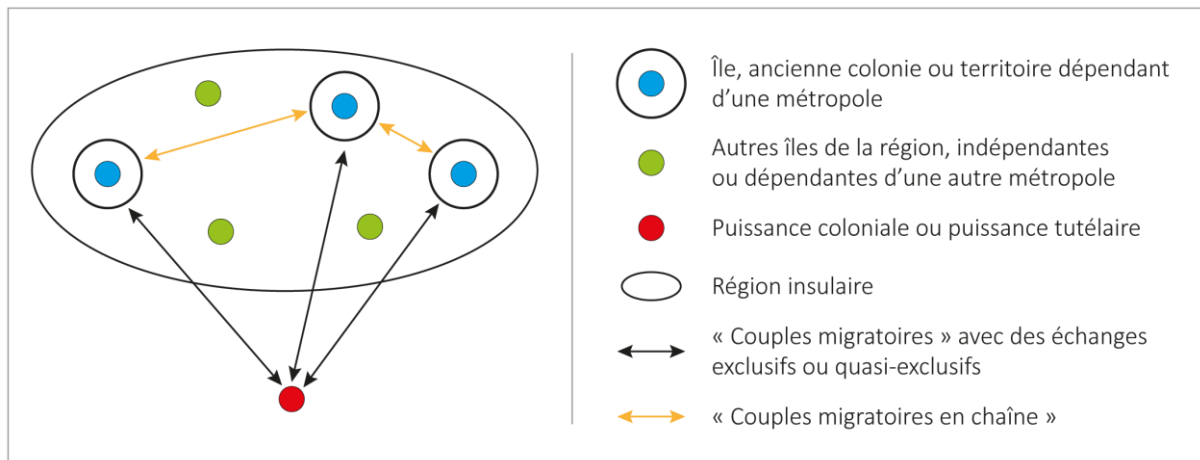 Île, ancienne colonie ou territoire dépendant
d’une métropole
Autres îles de la région, indépendantes
ou dépendantes d’une autre métropole
Puissance coloniale ou puissance tutélaire
Région insulaire
« Couples migratoires » avec des échanges
exclusifs ou quasi-exclusifs
« Couples migratoires en chaîne »